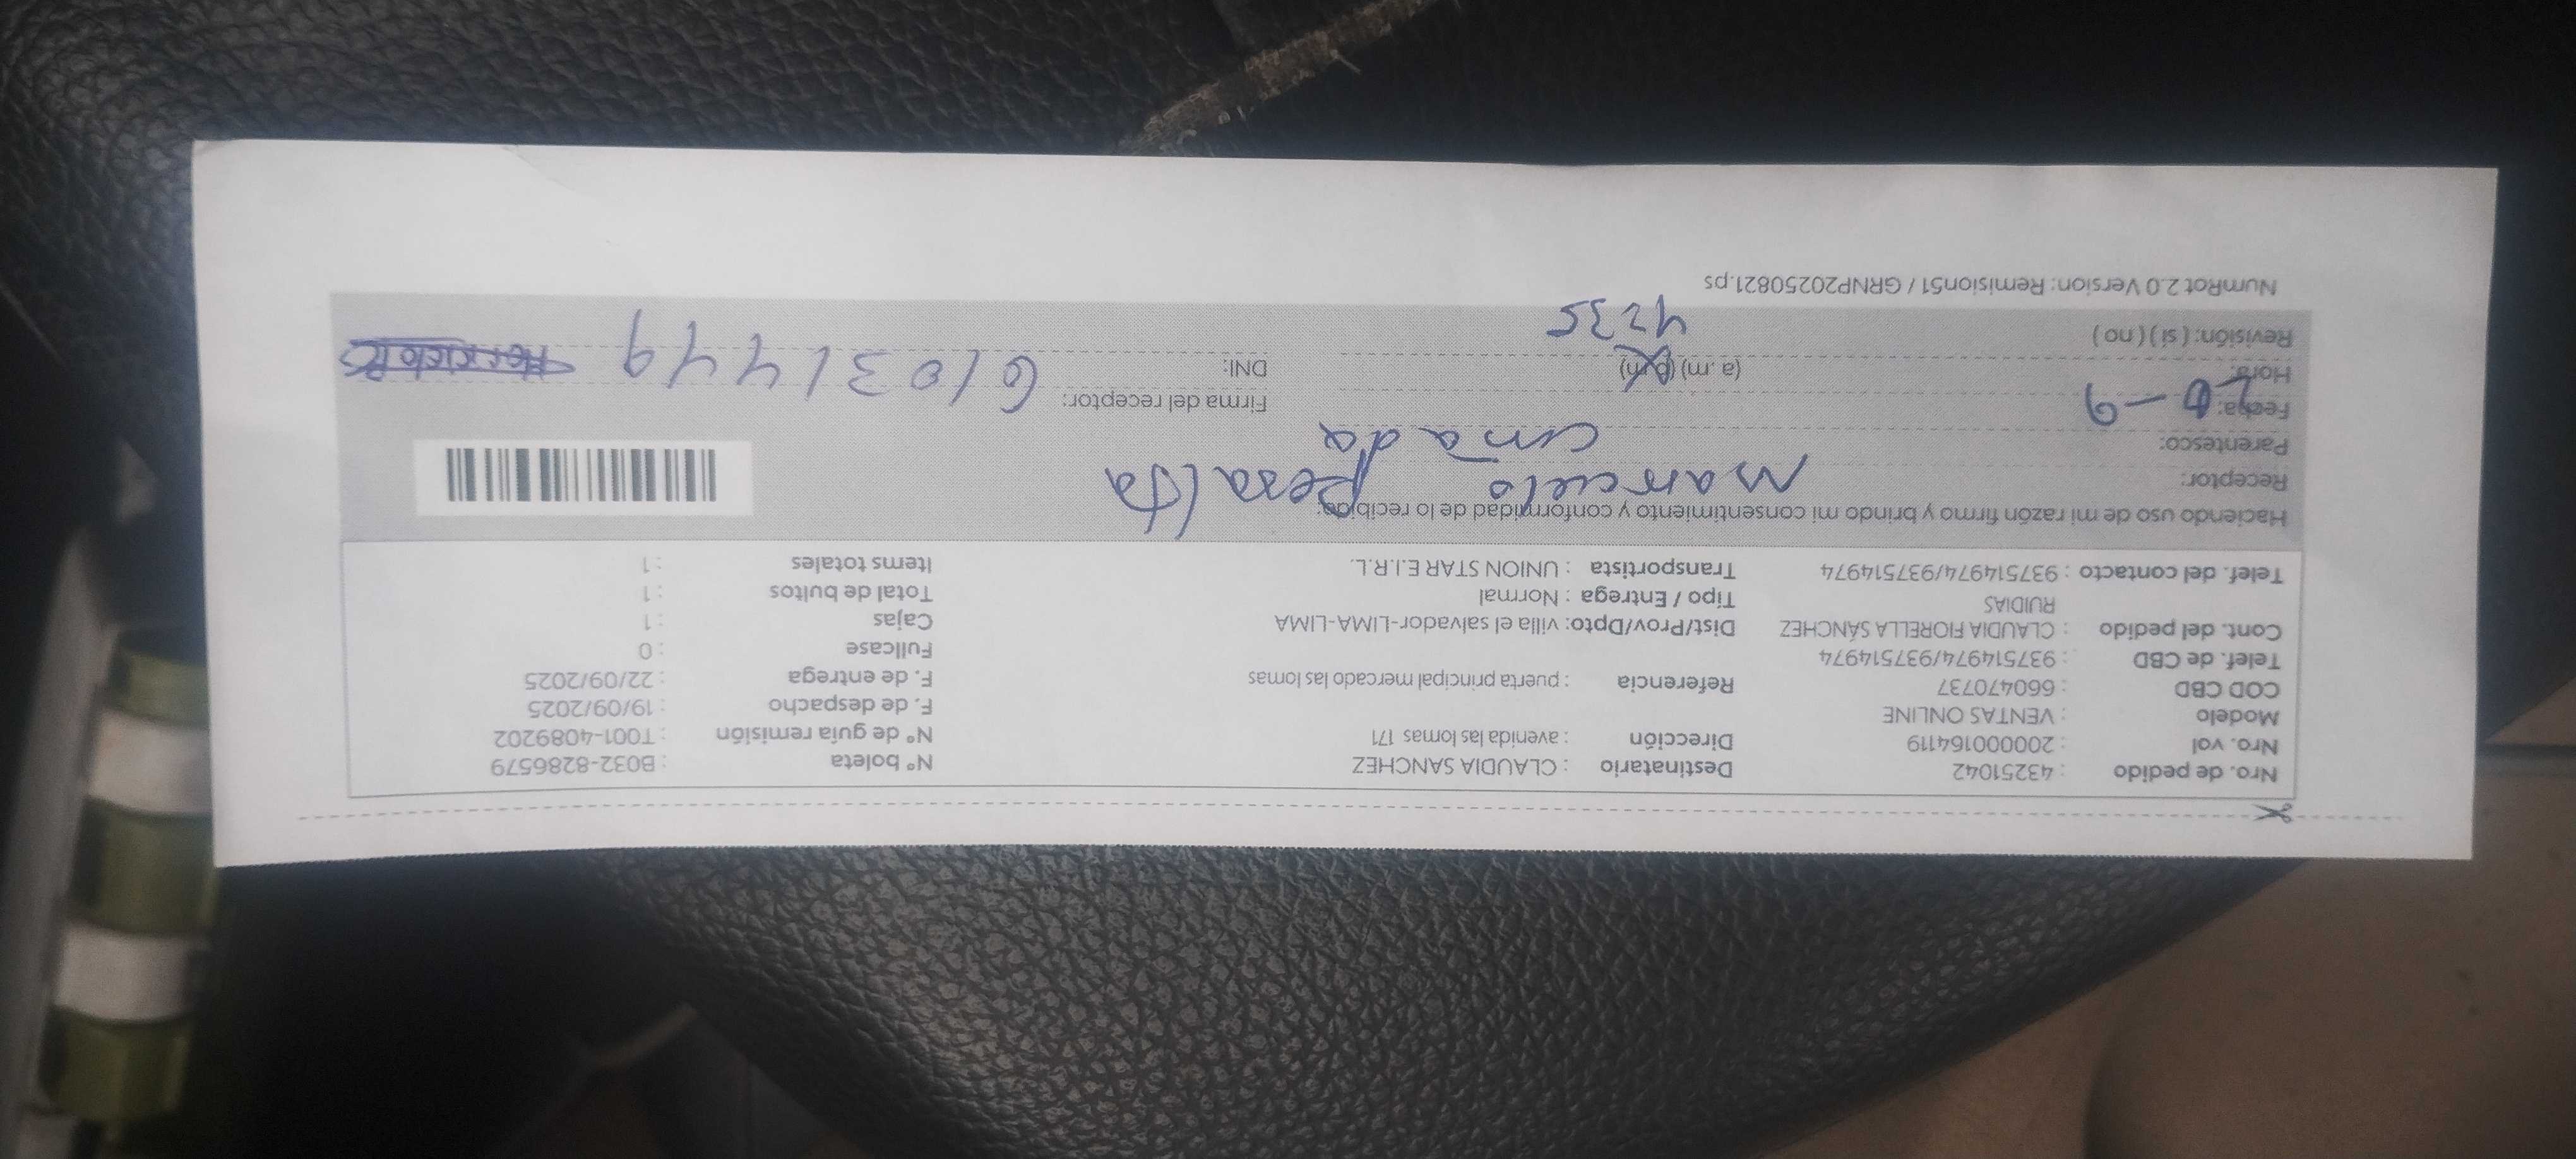 Nro. de pedido : 43251042
Nro. vol : 200000164119
Modelo : VENTAS ONLINE
COD CBD : 660470737
Telef. de CBD : 937514974/937514974
Cont. del pedido : CLAUDIA FIORELLA SÁNCHEZ
RUIDIAS
Telef. del contacto : 937514974/937514974
Destinatario : CLAUDIA SANCHEZ
Dirección : avenida las lomas 171
Referencia : puerta principal mercado las lomas
Dist/Prov/Dpto: villa el salvador-LIMA-LIMA
Tipo / Entrega : Normal
Transportista : UNION STAR E.I.R.L.
N° boleta : B032-8286579
N° de guía remisión : T001-4089202
F. de despacho : 19/09/2025
F. de entrega : 22/09/2025
Fullcase : 0
Cajas : 1
Total de bultos : 1
Items totales : 1
Haciendo uso de mi razón firmo y brindo mi consentimiento y conformidad de lo recibido:
Receptor: maricielo Peralta
Parentesco: cuñada
Fecha: 20-9
Hora: (a .m) (p.m)
4:35
Revisión: ( si ) ( no )
Firma del receptor:
DNI: 61031449
NumRot 2.0 Version: Remision51 / GRNP20250821.ps